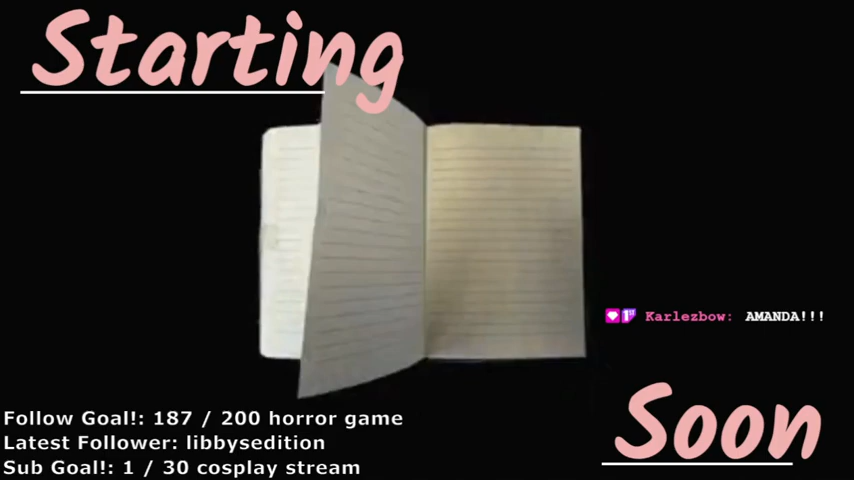 Starting
Karlezbow: AMANDA!!!
Follow Goal!: 187 / 200 horror game
Latest Follower: libbysedition
Sub Goal!: 1 / 30 cosplay stream
Soon